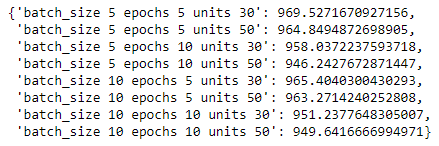 {'batch_size 5 epochs 5 units 30': 969.5271670927156,
'batch_size 5 epochs 5 units 50': 964.8494872698905,
'batch_size 5 epochs 10 units 30': 958.0372237593718,
'batch_size 5 epochs 10 units 50': 946.2427672871447,
'batch_size 10 epochs 5 units 30': 965.4040300430293,
'batch_size 10 epochs 5 units 50': 963.2714240252808,
'batch_size 10 epochs 10 units 30': 951.2377648305007,
'batch_size 10 epochs 10 units 50': 949.6416666994971}